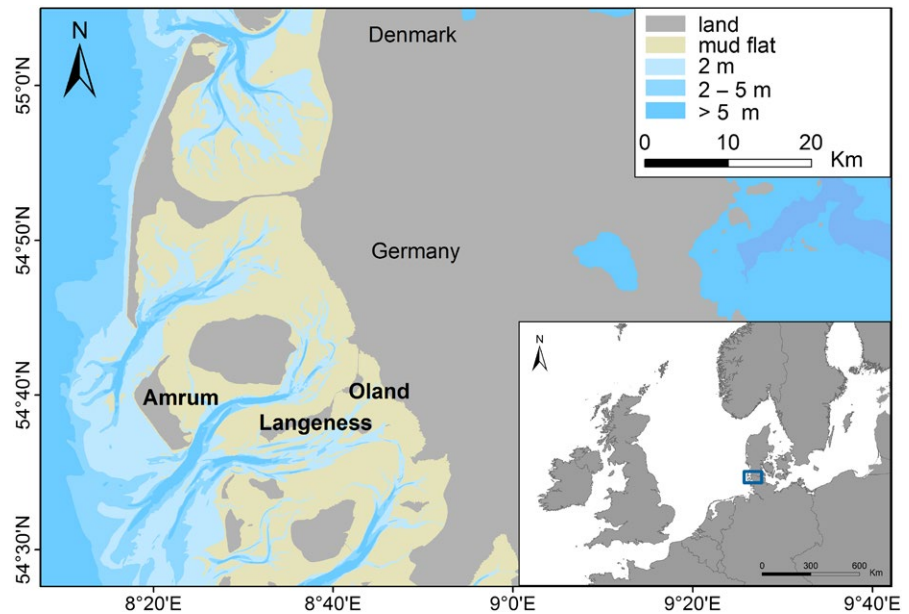 N
Denmark
Germany
Amrum
Oland
Langeness
land
mud flat
2 m
2 – 5 m
> 5 m
0 10 20
Km
N
0 300 600
Km
55°0'N
54°50'N
54°40'N
54°30'N
8°20'E 8°40'E 9°0'E 9°20'E 9°40'E